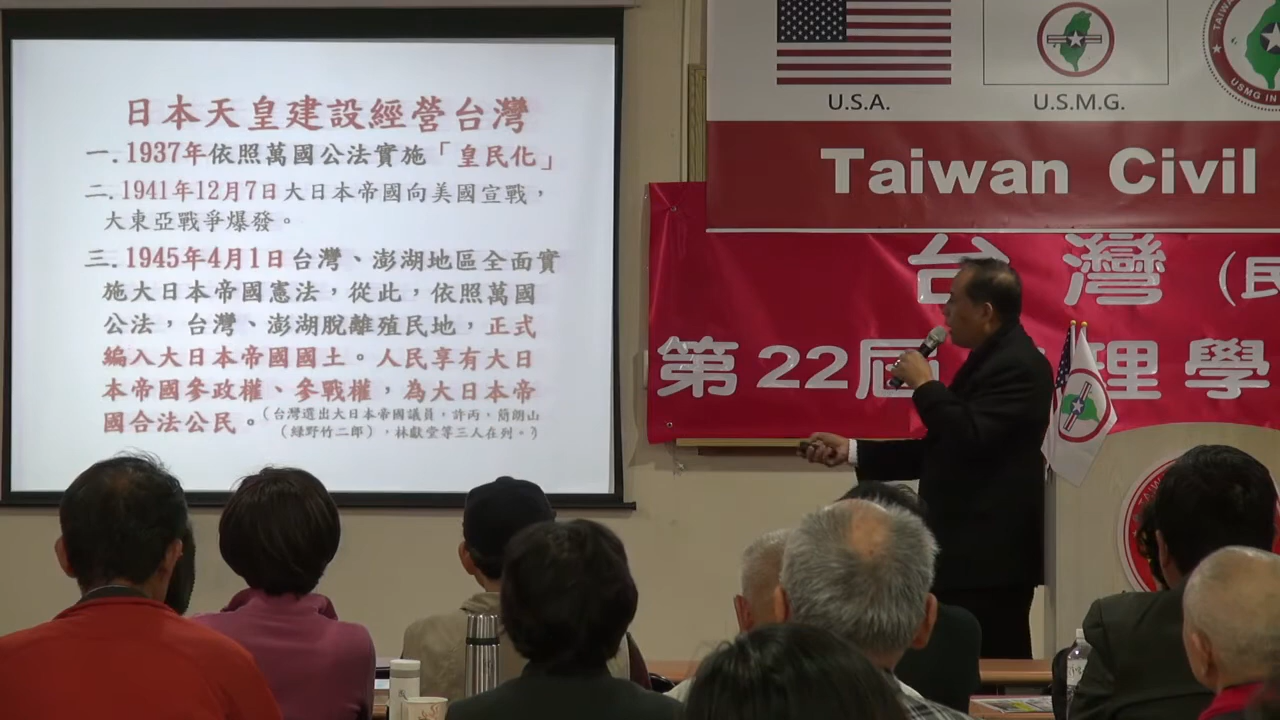 日本天皇建設經營台灣
一.1937年依照萬國公法實施「皇民化」
二.1941年12月7日大日本帝國向美國宣戰，
大東亞戰爭爆發。
三.1945年4月1日台灣、澎湖地區全面實
施大日本帝國憲法，從此，依照萬國
公法，台灣、澎湖脫離殖民地，正式
編入大日本帝國國土。人民享有大日
本帝國參政權、參戰權，為大日本帝
國合法公民。（台灣選出大日本帝國議員，許丙，簡朗山
（綠野竹二郎），林獻堂等三人在列。）
U.S.A.
U.S.M.G.
USMG IN
Taiwan Civil
台灣（民
第22屆
理學